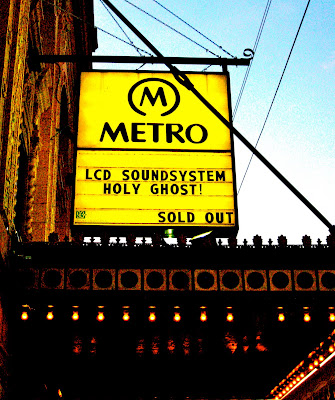 M
METRO
LCD SOUNDSYSTEM
HOLY GHOST!
SOLD OUT